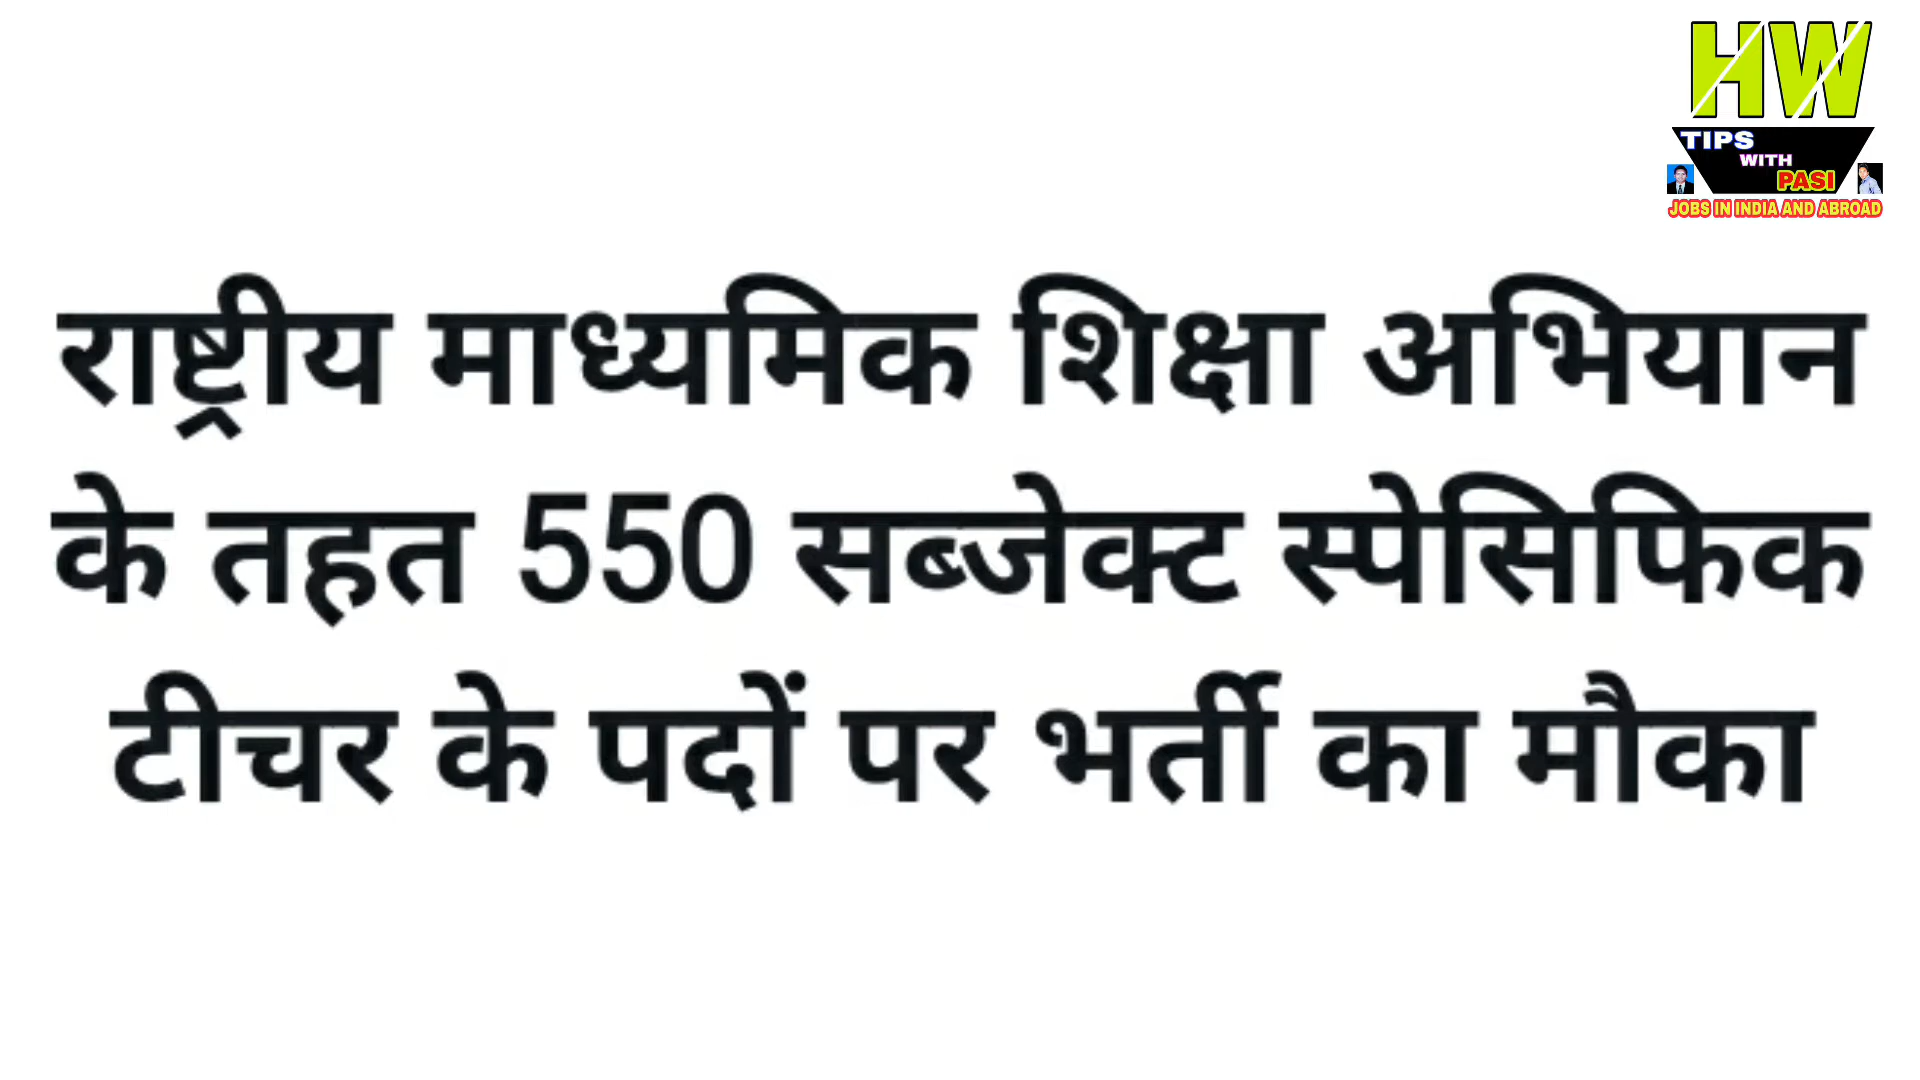 HW
TIPS
WITH
PASI
JOBS IN INDIA AND ABROAD
राष्ट्रीय माध्यमिक शिक्षा अभियान
के तहत 550 सब्जेक्ट स्पेसिफिक
टीचर के पदों पर भर्ती का मौका